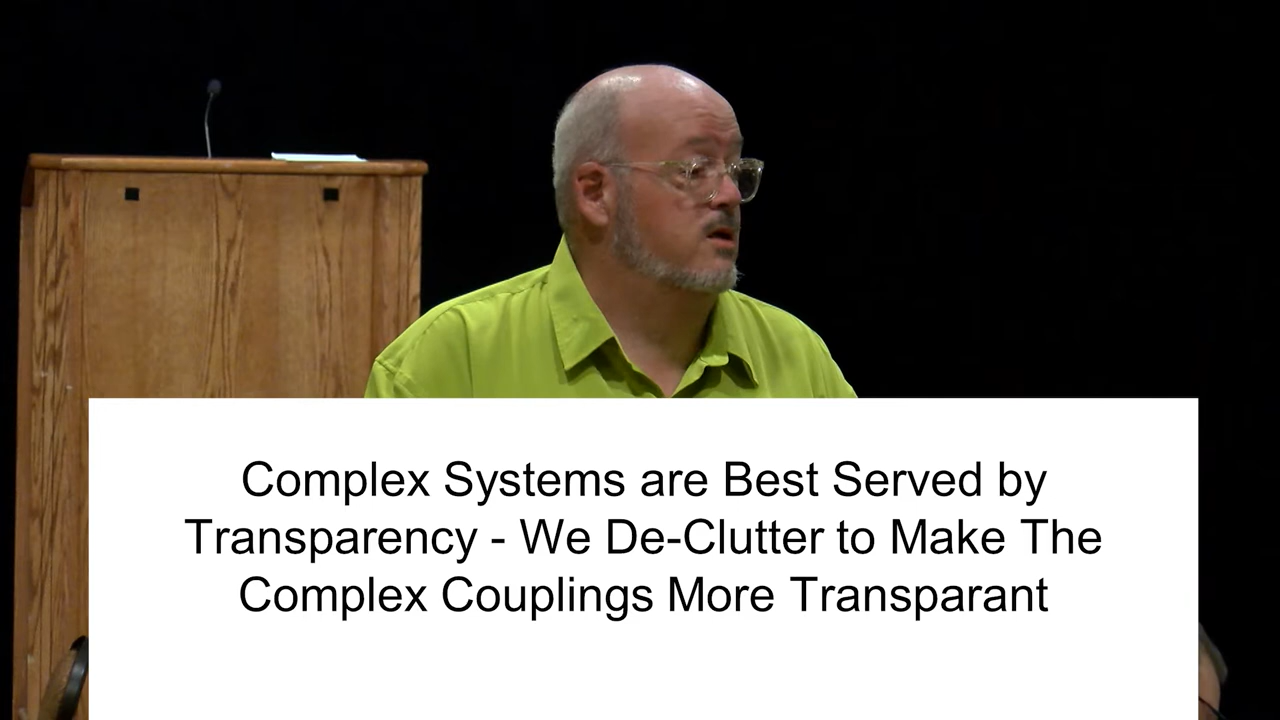 Complex Systems are Best Served by
Transparency - We De-Clutter to Make The
Complex Couplings More Transparant